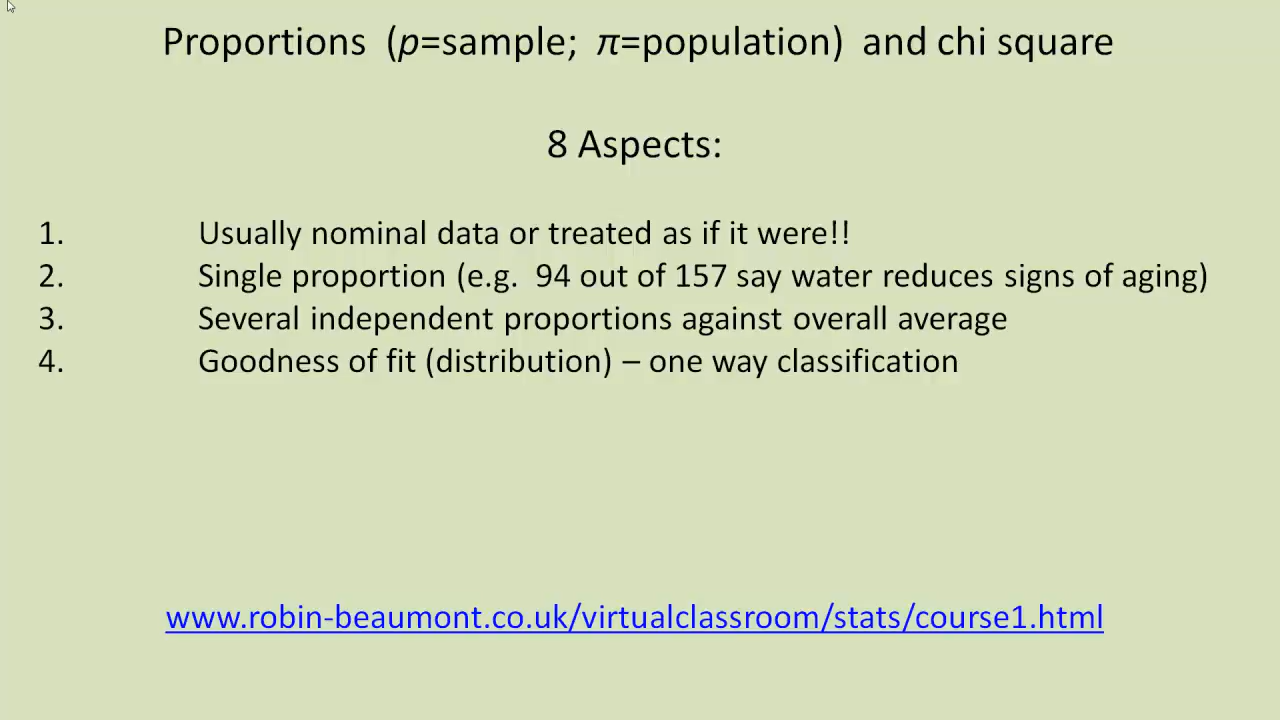 Proportions (p=sample; π=population) and chi square
8 Aspects:
1. Usually nominal data or treated as if it were!!
2. Single proportion (e.g. 94 out of 157 say water reduces signs of aging)
3. Several independent proportions against overall average
4. Goodness of fit (distribution) – one way classification
www.robin-beaumont.co.uk/virtualclassroom/stats/course1.html